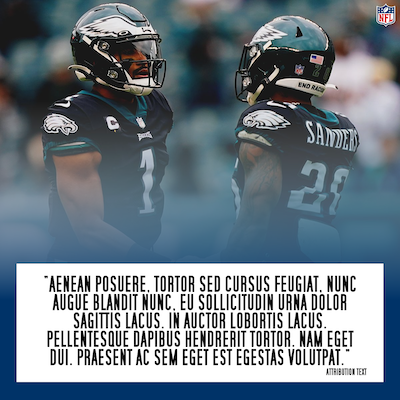 NFL
END RACISM
SANDERS
C
1
26
"AENEAN POSUERE, TORTOR SED CURSUS FEUGIAT, NUNC
AUGUE BLANDIT NUNC, EU SOLLICITUDIN URNA DOLOR
SAGITTIS LACUS. IN AUCTOR LOBORTIS LACUS.
PELLENTESQUE DAPIBUS HENDRERIT TORTOR. NAM EGET
DUI. PRAESENT AC SEM EGET EST EGESTAS VOLUTPAT."
ATTRIBUTION TEXT